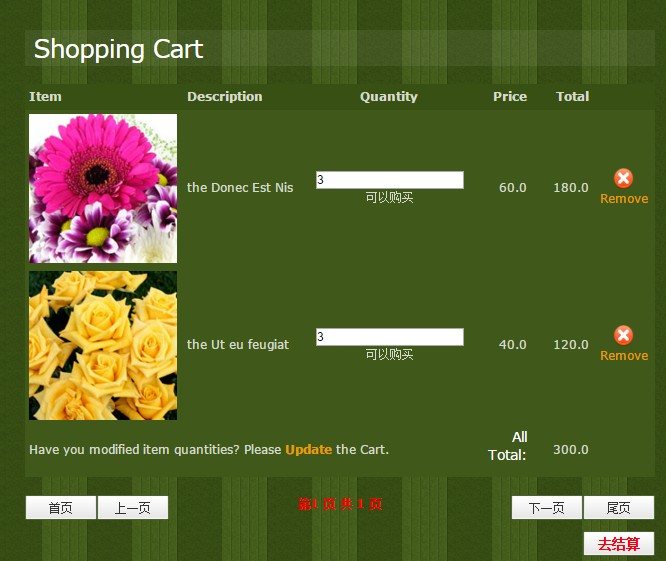 Shopping Cart
Item Description Quantity Price Total
the Donec Est Nis 3 60.0 180.0
可以购买 Remove
the Ut eu feugiat 3 40.0 120.0
可以购买 Remove
Have you modified item quantities? Please Update the Cart. All Total: 300.0
首页 上一页 第1 页 共 1 页 下一页 尾页
去结算